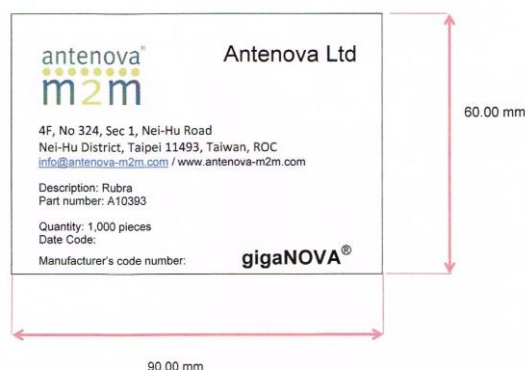 antenova®
m2m
Antenova Ltd
60.00 mm
4F, No 324, Sec 1, Nei-Hu Road
Nei-Hu District, Taipei 11493, Taiwan, ROC
info@antenova-m2m.com / www.antenova-m2m.com
Description: Rubra
Part number: A10393
Quantity: 1,000 pieces
Date Code:
Manufacturer's code number:
gigaNOVA®
90.00 mm